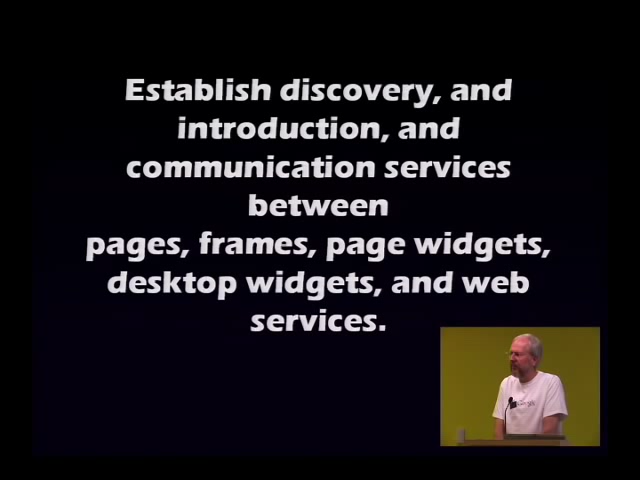 Establish discovery, and
introduction, and
communication services
between
pages, frames, page widgets,
desktop widgets, and web
services.